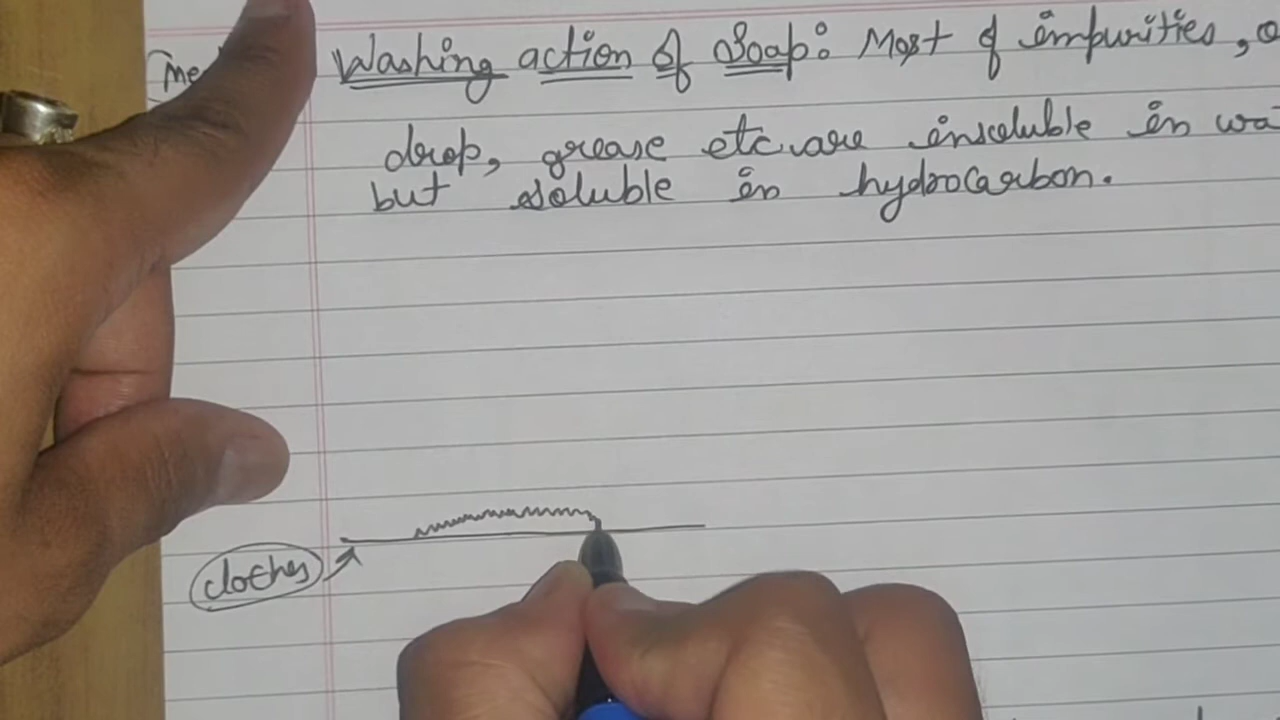 Washing action of Soap: Most of impurities,
drop, grease etc. are insoluble in
but soluble in hydrocarbon.
clothes